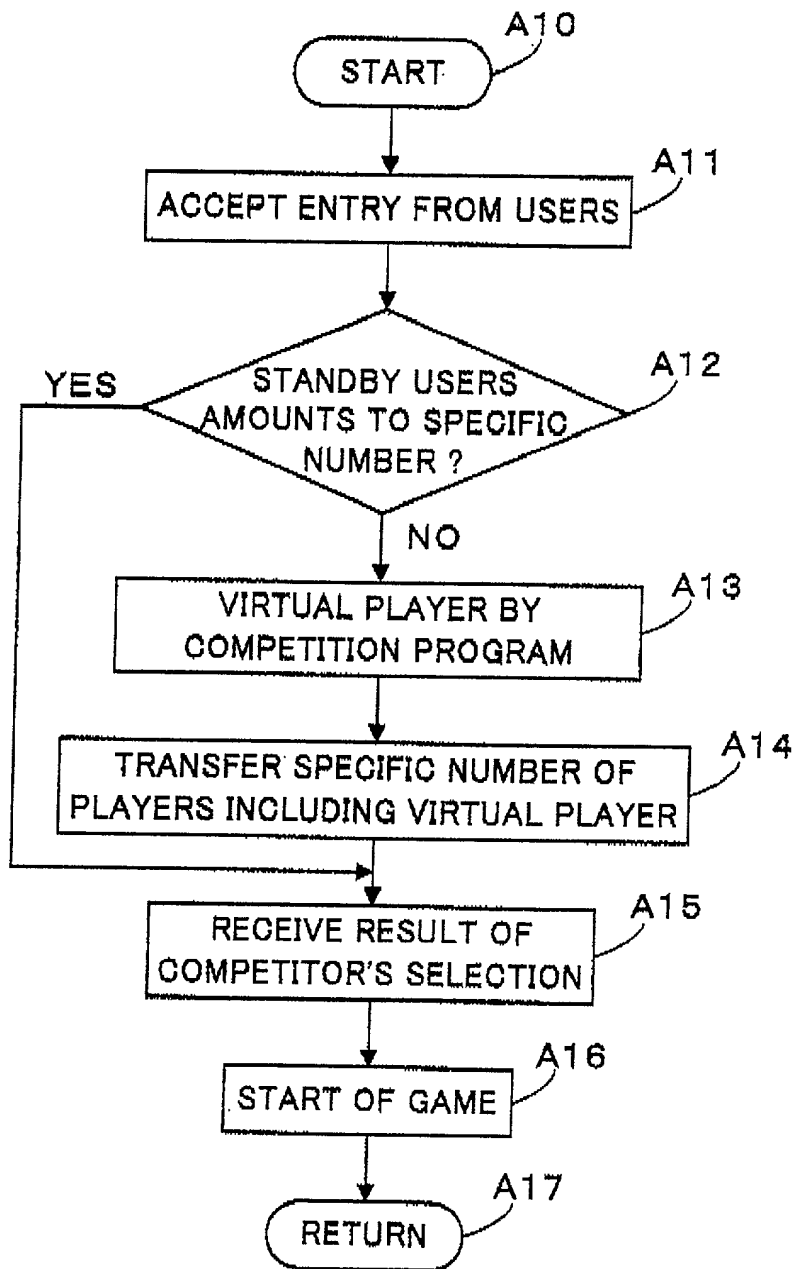 A10
START
A11
ACCEPT ENTRY FROM USERS
A12
YES
STANDBY USERS
AMOUNTS TO SPECIFIC
NUMBER ?
NO
A13
VIRTUAL PLAYER BY
COMPETITION PROGRAM
A14
TRANSFER SPECIFIC NUMBER OF
PLAYERS INCLUDING VIRTUAL PLAYER
A15
RECEIVE RESULT OF
COMPETITOR'S SELECTION
A16
START OF GAME
A17
RETURN